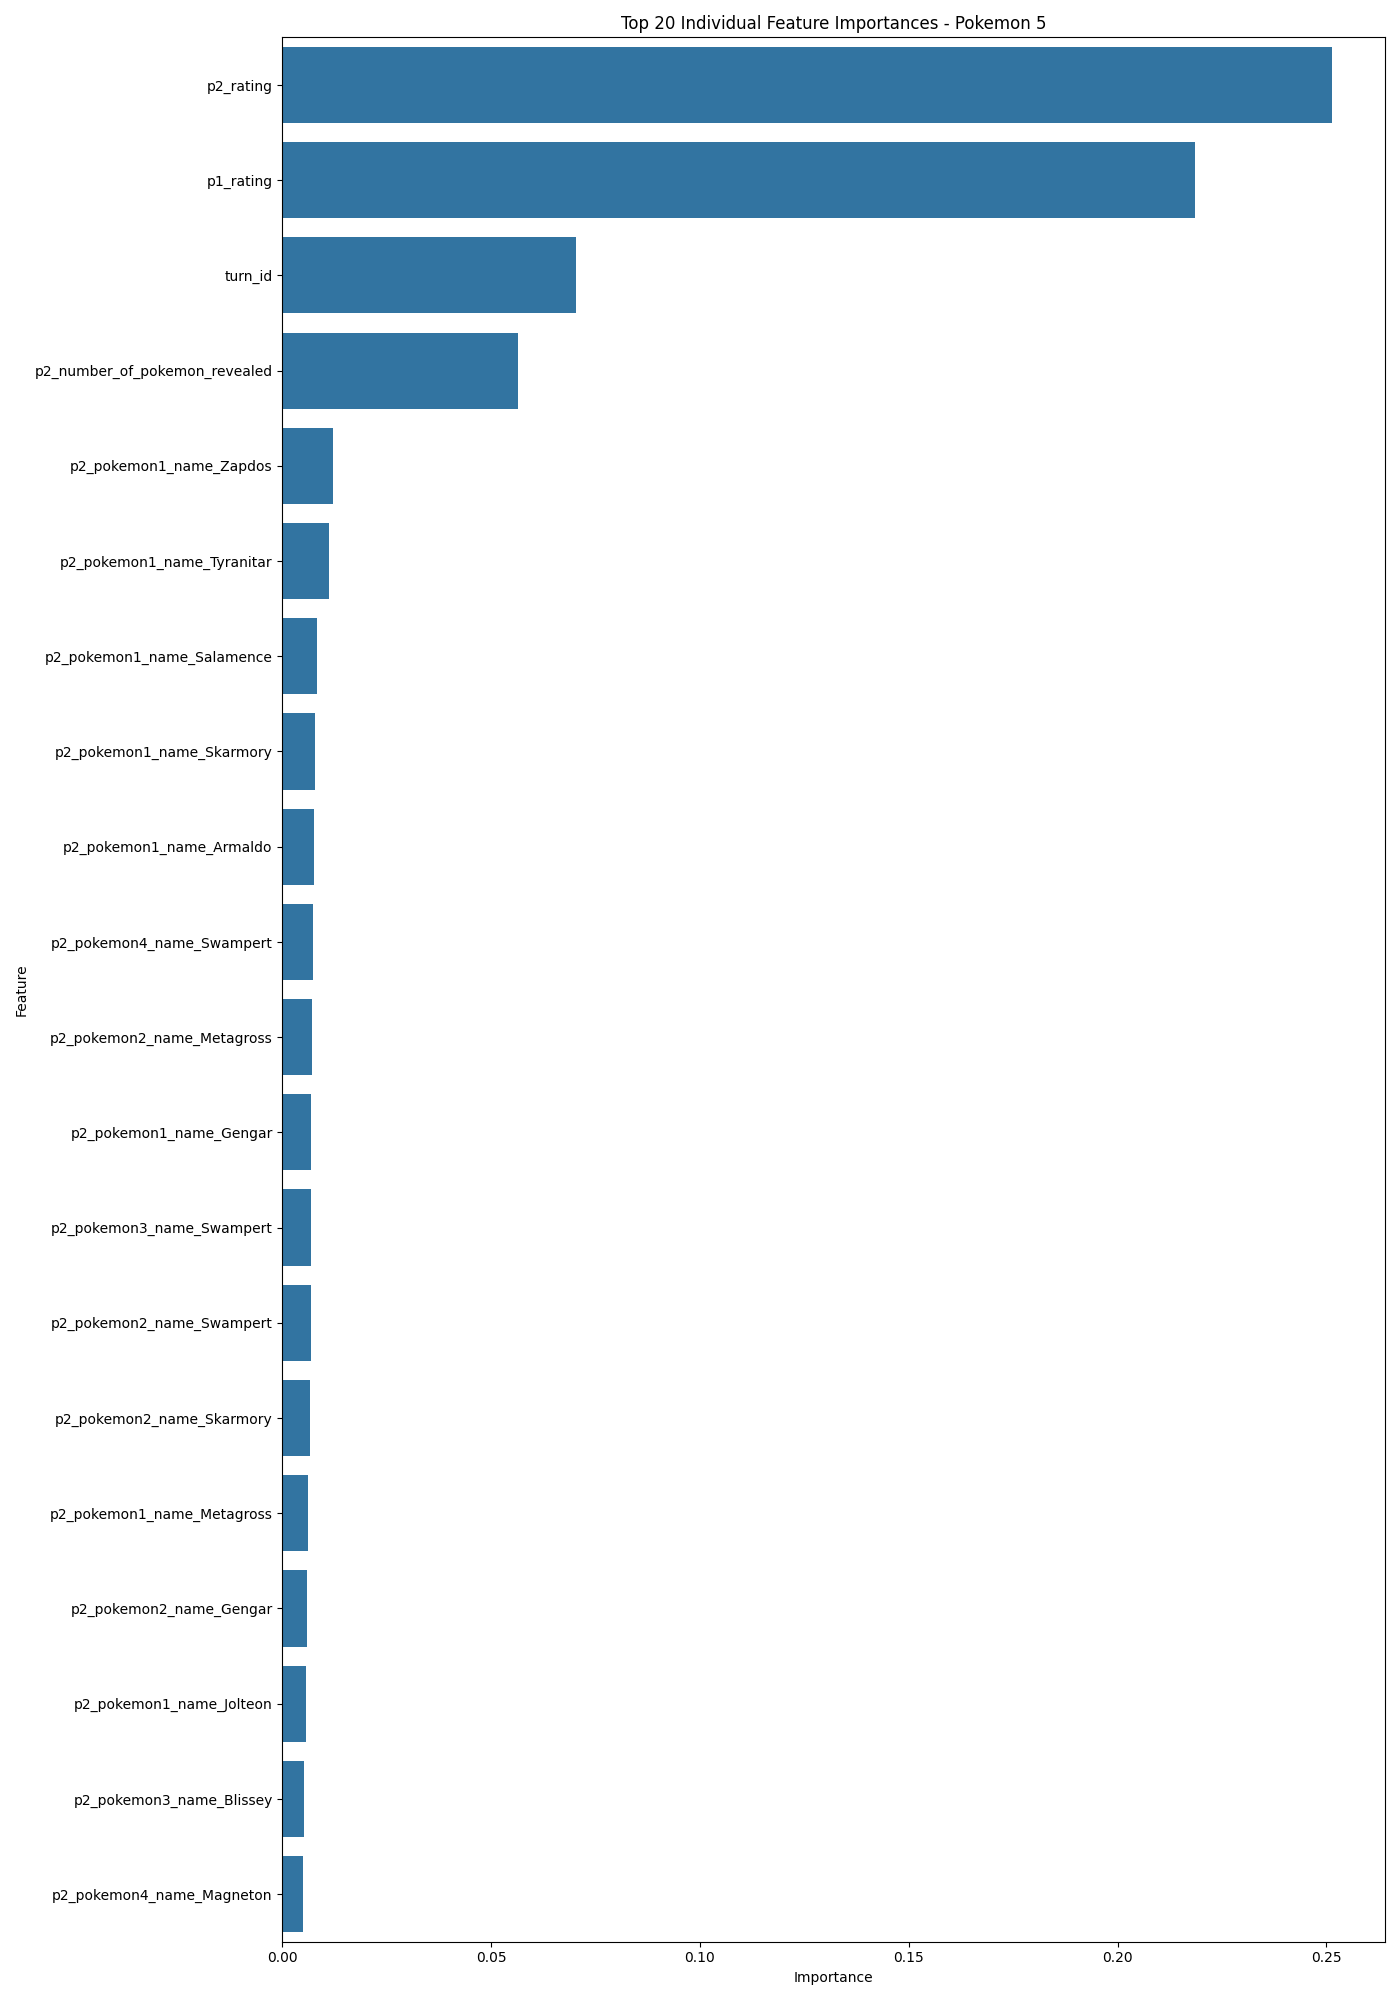 Top 20 Individual Feature Importances - Pokemon 5
p2_rating
p1_rating
turn_id
p2_number_of_pokemon_revealed
p2_pokemon1_name_Zapdos
p2_pokemon1_name_Tyranitar
p2_pokemon1_name_Salamence
p2_pokemon1_name_Skarmory
p2_pokemon1_name_Armaldo
p2_pokemon4_name_Swampert
p2_pokemon2_name_Metagross
p2_pokemon1_name_Gengar
p2_pokemon3_name_Swampert
p2_pokemon2_name_Swampert
p2_pokemon2_name_Skarmory
p2_pokemon1_name_Metagross
p2_pokemon2_name_Gengar
p2_pokemon1_name_Jolteon
p2_pokemon3_name_Blissey
p2_pokemon4_name_Magneton
Feature
0.00 0.05 0.10 0.15 0.20 0.25
Importance